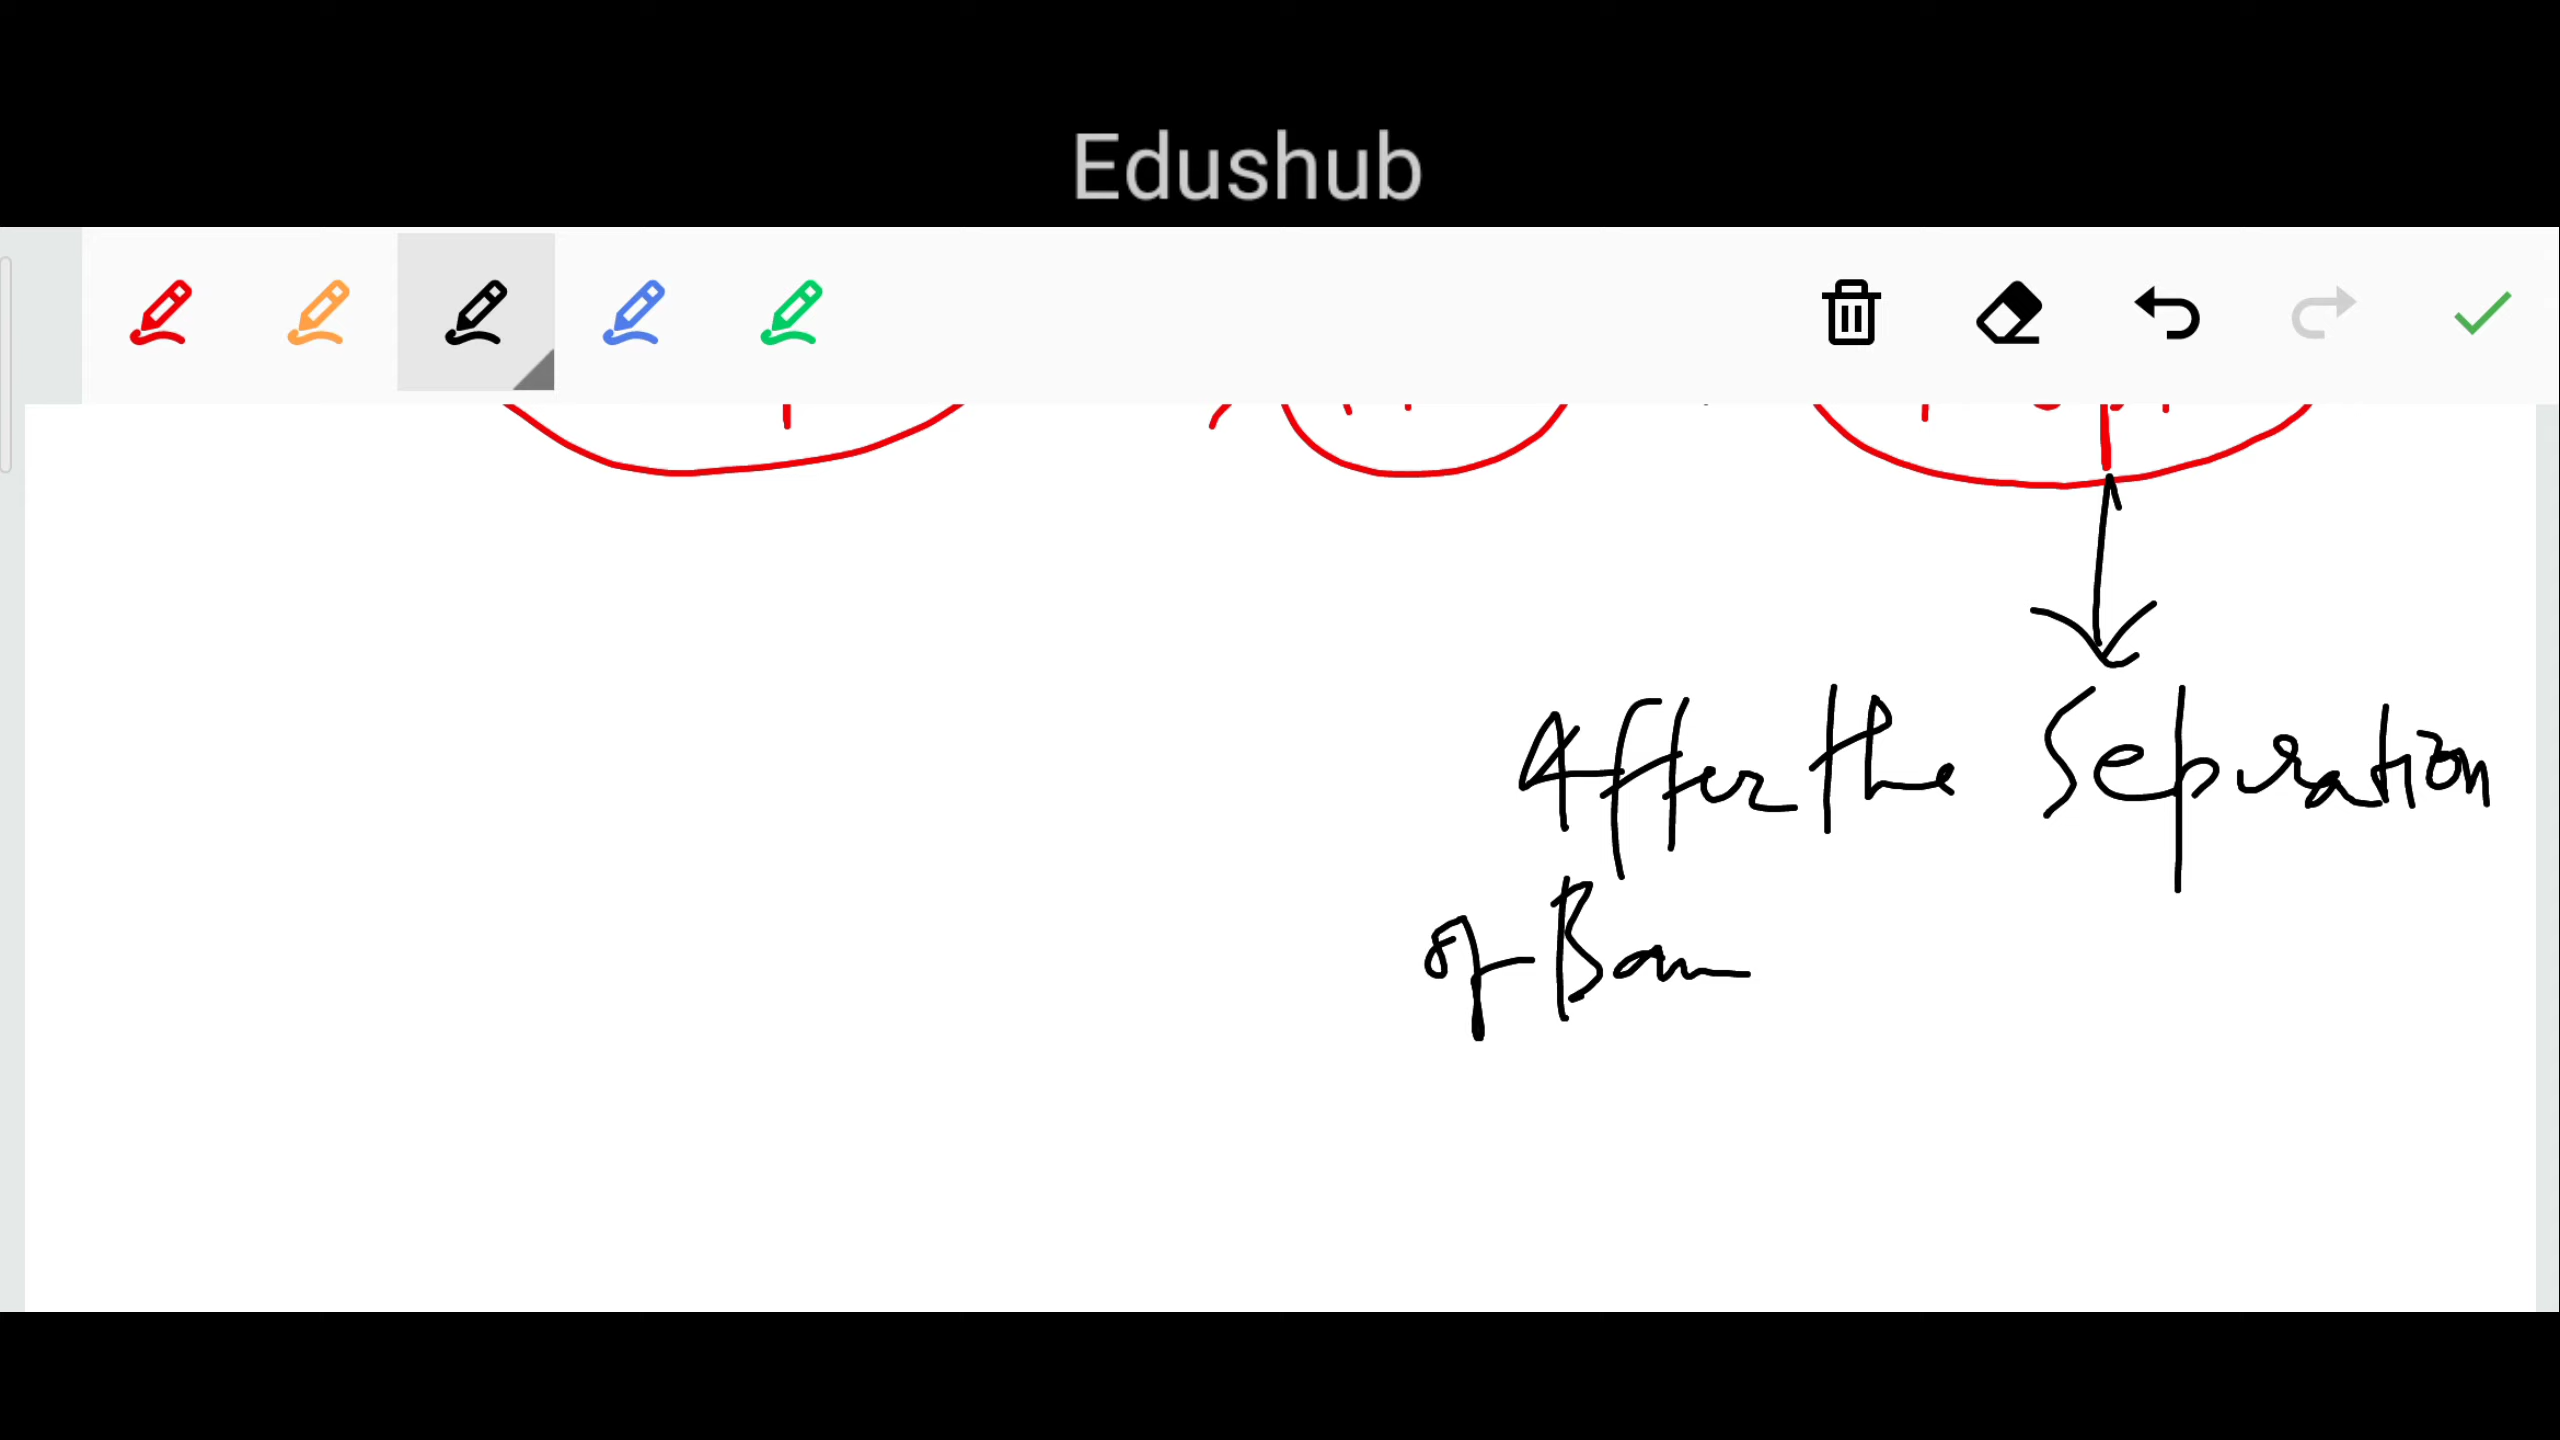 Edushub
After the Separation
of Ban